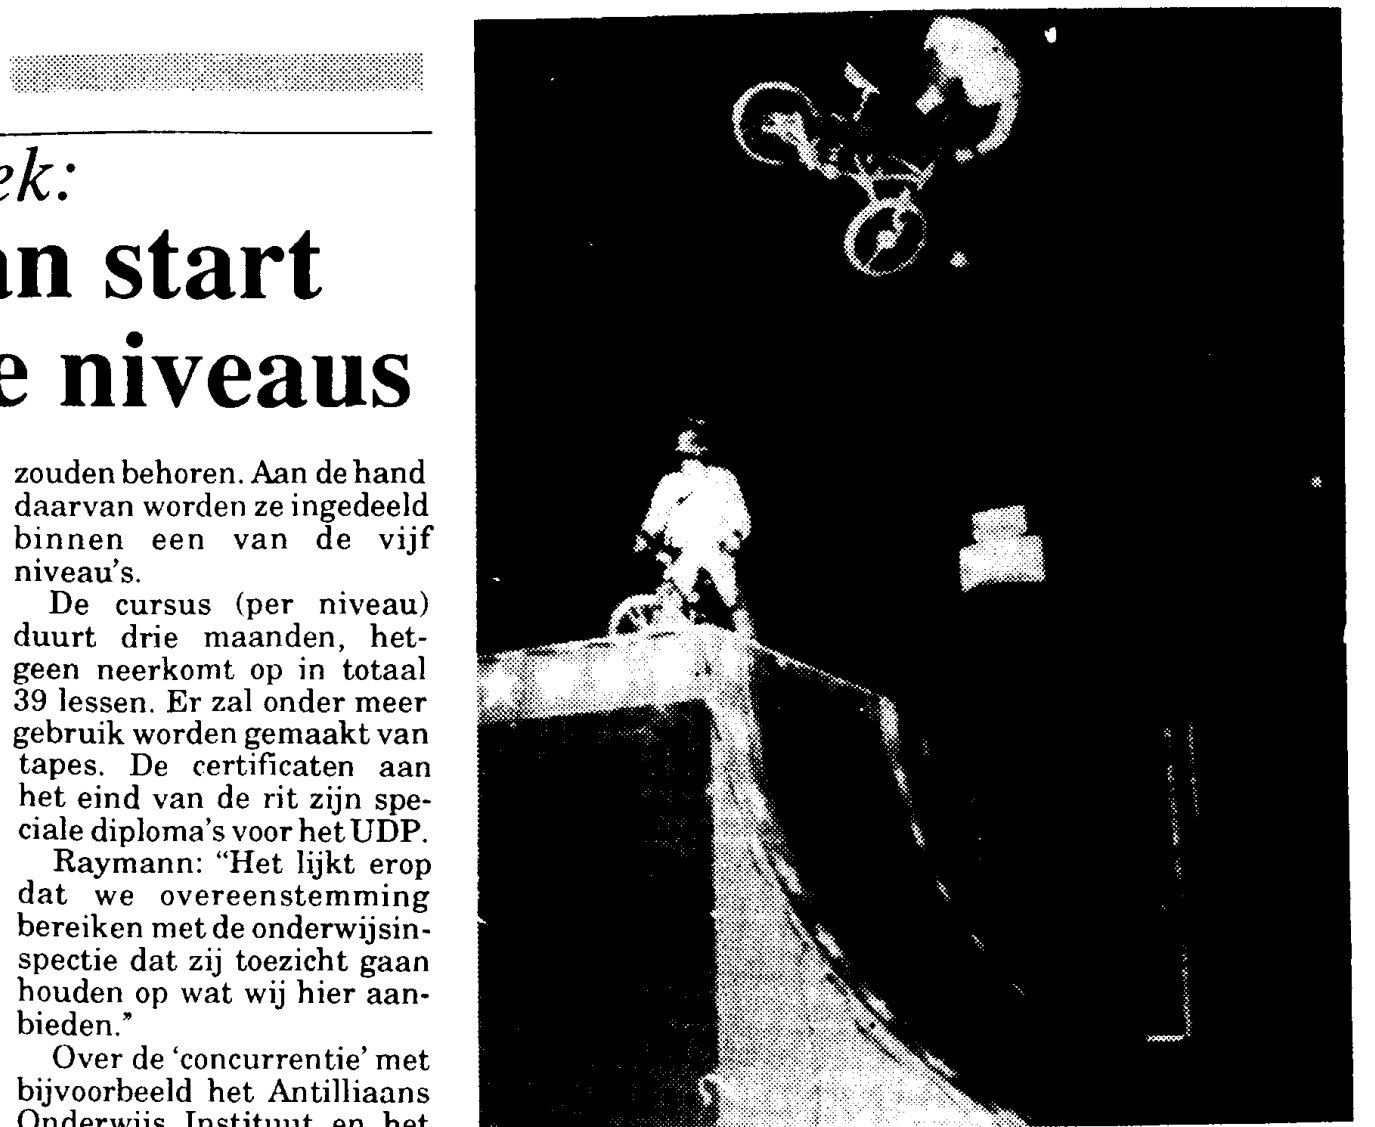 ek:
an start
e niveaus
zouden behoren. Aan de hand
daarvan worden ze ingedeeld
binnen een van de vijf
niveau's.
De cursus (per niveau)
duurt drie maanden, het-
geen neerkomt op in totaal
39 lessen. Er zal onder meer
gebruik worden gemaakt van
tapes. De certificaten aan
het eind van de rit zijn spe-
ciale diploma's voor het UDP.
Raymann: “Het lijkt erop
dat we overeenstemming
bereiken met de onderwijsin-
spectie dat zij toezicht gaan
houden op wat wij hier aan-
bieden.”
Over de ‘concurrentie’ met
bijvoorbeeld het Antilliaans
Onderwijs Instituut en het